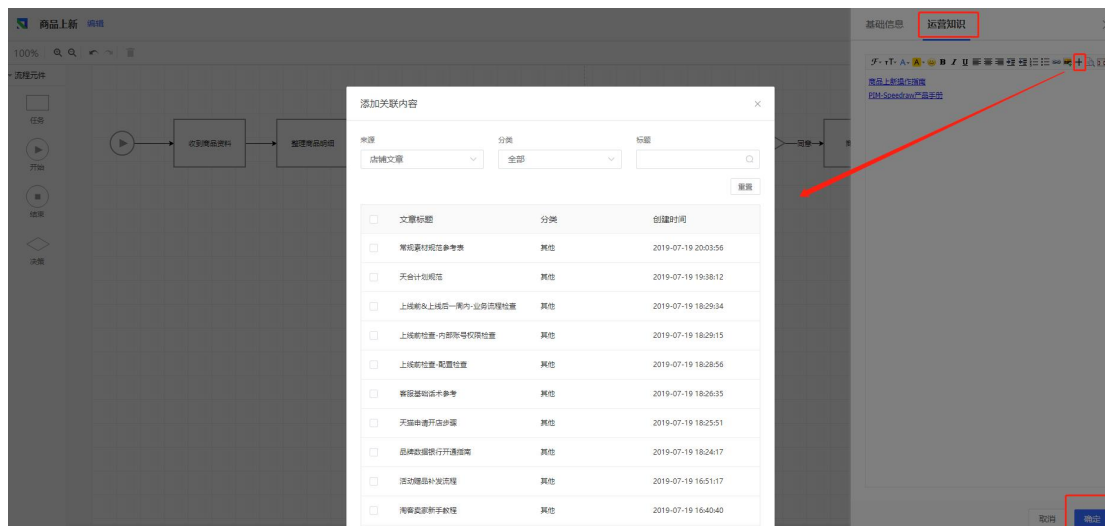 商品上新 编辑
基础信息 运营知识
100%
流程元件
任务
开始
结束
决策
收到商品资料
整理商品明细
同意
商品上新操作指南
PIM-Speedraw产品手册
添加关联内容
来源 分类 标题
店铺文章 全部
重置
文章标题 分类 创建时间
常规素材规范参考表 其他 2019-07-19 20:03:56
天合计划规范 其他 2019-07-19 19:38:12
上线前&上线后一周内-业务流程检查 其他 2019-07-19 18:29:34
上线前检查-内部账号权限检查 其他 2019-07-19 18:29:15
上线前检查-配置检查 其他 2019-07-19 18:28:56
客服基础话术参考 其他 2019-07-19 18:26:35
天猫申请开店步骤 其他 2019-07-19 18:25:51
品牌数据银行开通指南 其他 2019-07-19 18:24:17
活动赠品补发流程 其他 2019-07-19 16:51:17
淘客卖家新手教程 其他 2019-07-19 16:40:40
取消 确定